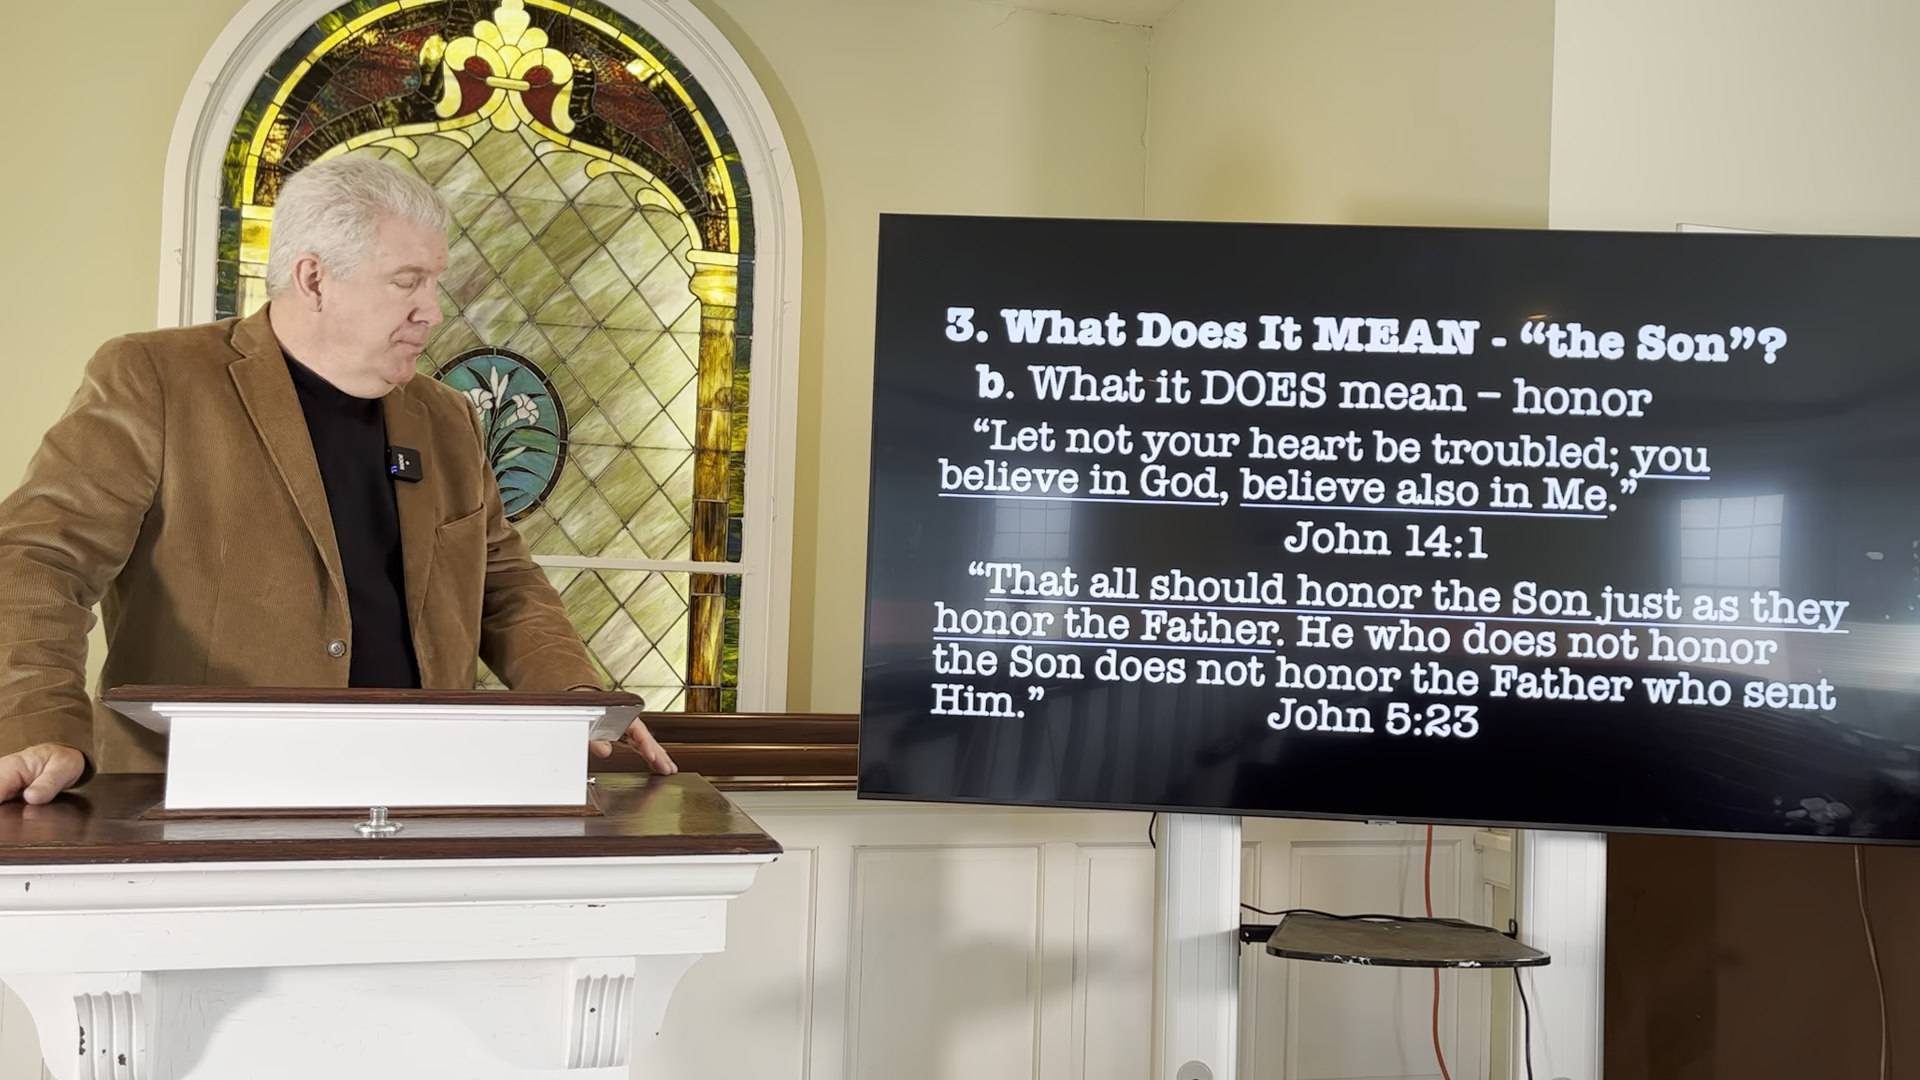 3. What Does It MEAN - “the Son”?
b. What it DOES mean – honor
“Let not your heart be troubled; you
believe in God, believe also in Me.”
John 14:1
“That all should honor the Son just as they
honor the Father. He who does not honor
the Son does not honor the Father who sent
Him.” John 5:23